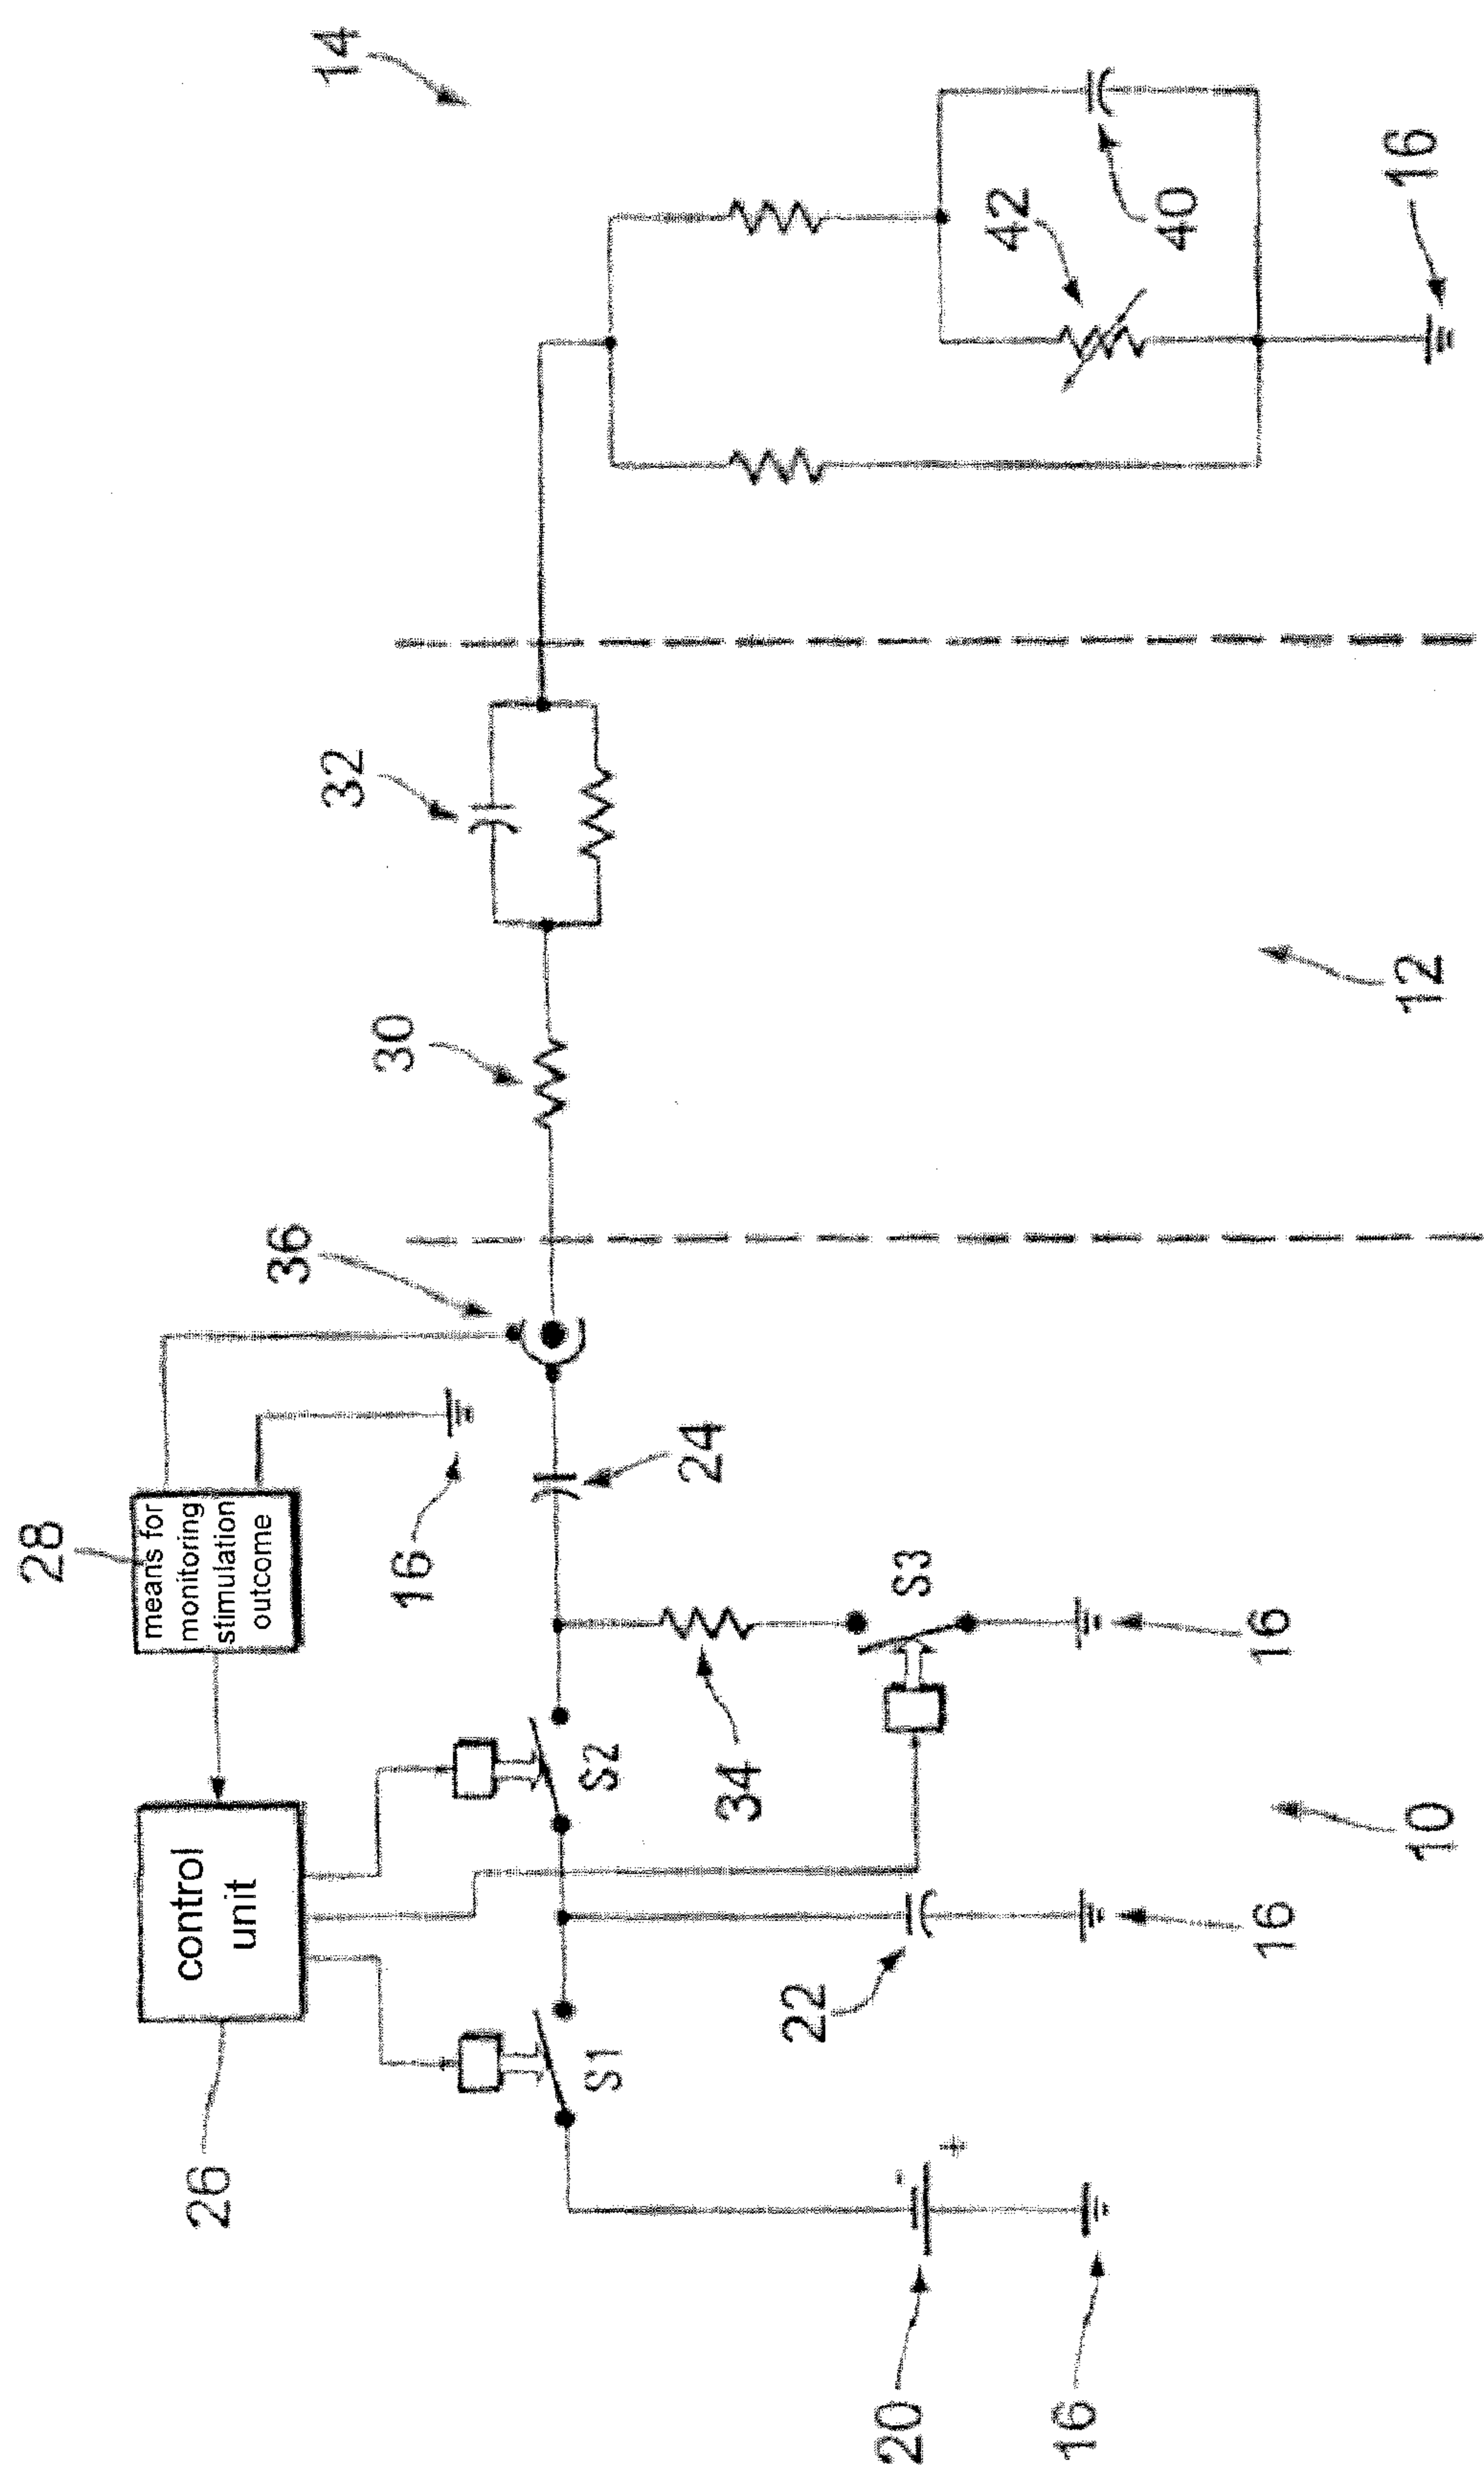 28
26
control
unit
means for
monitoring
stimulation
outcome
36
32
14
30
16
S1
S2
24
34
22
20
-
+
S3
42
40
16
16
16
16
10
12